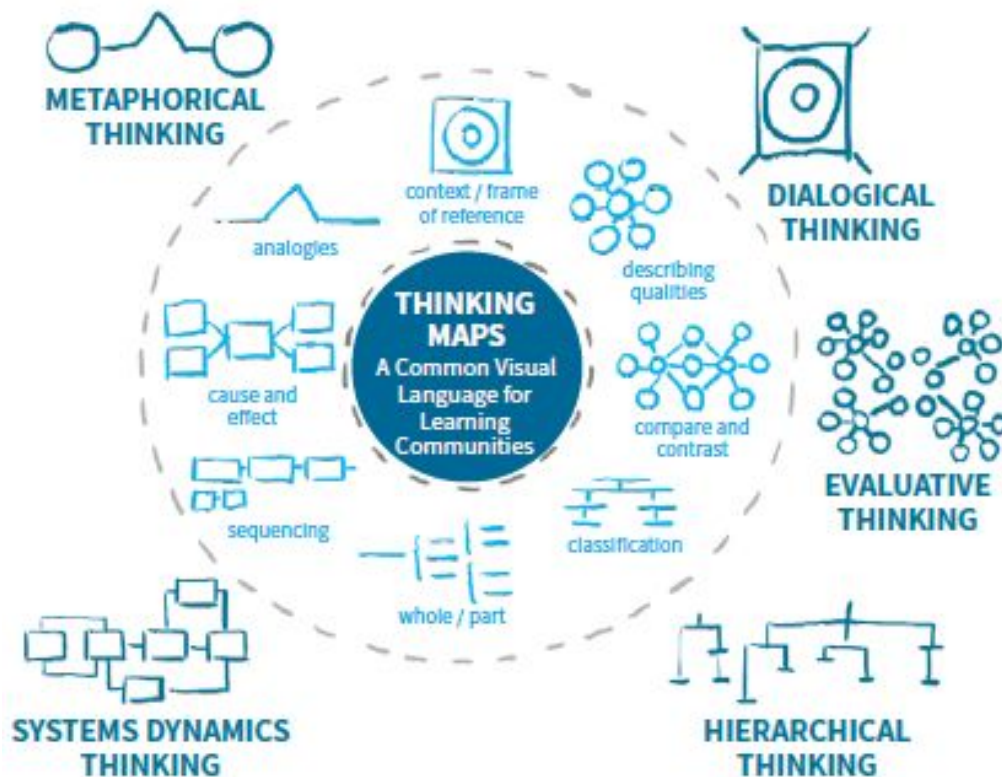 METAPHORICAL
THINKING
DIALOGICAL
THINKING
context / frame
of reference
analogies
describing
qualities
THINKING
MAPS
A Common Visual
Language for
Learning
Communities
cause and
effect
compare and
contrast
EVALUATIVE
THINKING
sequencing
classification
whole / part
SYSTEMS DYNAMICS
THINKING
HIERARCHICAL
THINKING